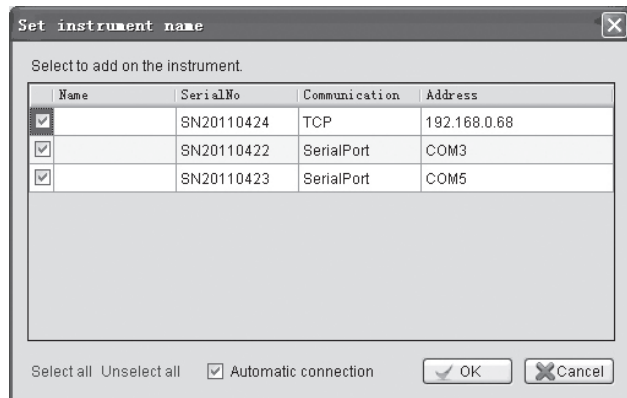 Set instrument name
Select to add on the instrument.
Name SerialNo Communication Address
SN20110424 TCP 192.168.0.68
SN20110422 SerialPort COM3
SN20110423 SerialPort COM5
Select all Unselect all Automatic connection OK Cancel